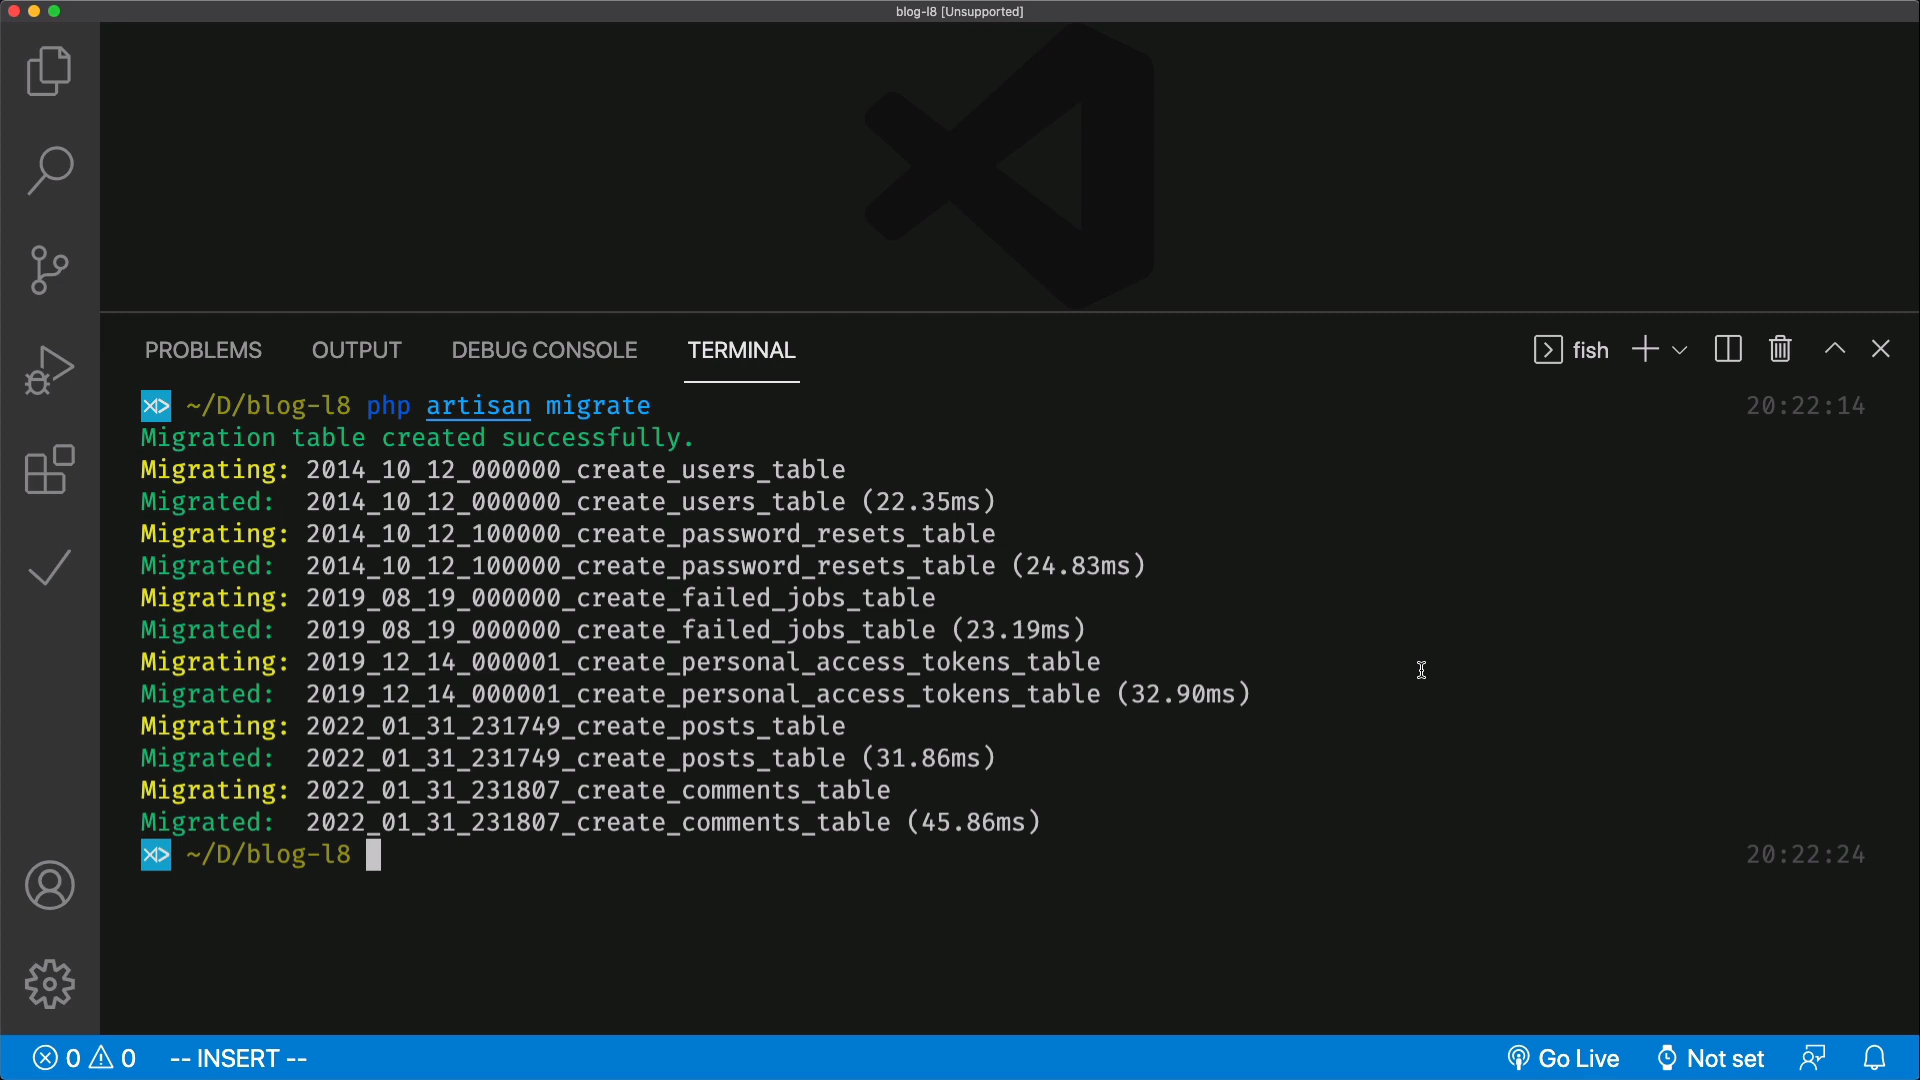 blog-l8 [Unsupported]
PROBLEMS OUTPUT DEBUG CONSOLE TERMINAL fish
~/D/blog-l8 php artisan migrate 20:22:14
Migration table created successfully.
Migrating: 2014_10_12_000000_create_users_table
Migrated: 2014_10_12_000000_create_users_table (22.35ms)
Migrating: 2014_10_12_100000_create_password_resets_table
Migrated: 2014_10_12_100000_create_password_resets_table (24.83ms)
Migrating: 2019_08_19_000000_create_failed_jobs_table
Migrated: 2019_08_19_000000_create_failed_jobs_table (23.19ms)
Migrating: 2019_12_14_000001_create_personal_access_tokens_table
Migrated: 2019_12_14_000001_create_personal_access_tokens_table (32.90ms)
Migrating: 2022_01_31_231749_create_posts_table
Migrated: 2022_01_31_231749_create_posts_table (31.86ms)
Migrating: 2022_01_31_231807_create_comments_table
Migrated: 2022_01_31_231807_create_comments_table (45.86ms)
~/D/blog-l8 20:22:24
0 0 -- INSERT -- Go Live Not set